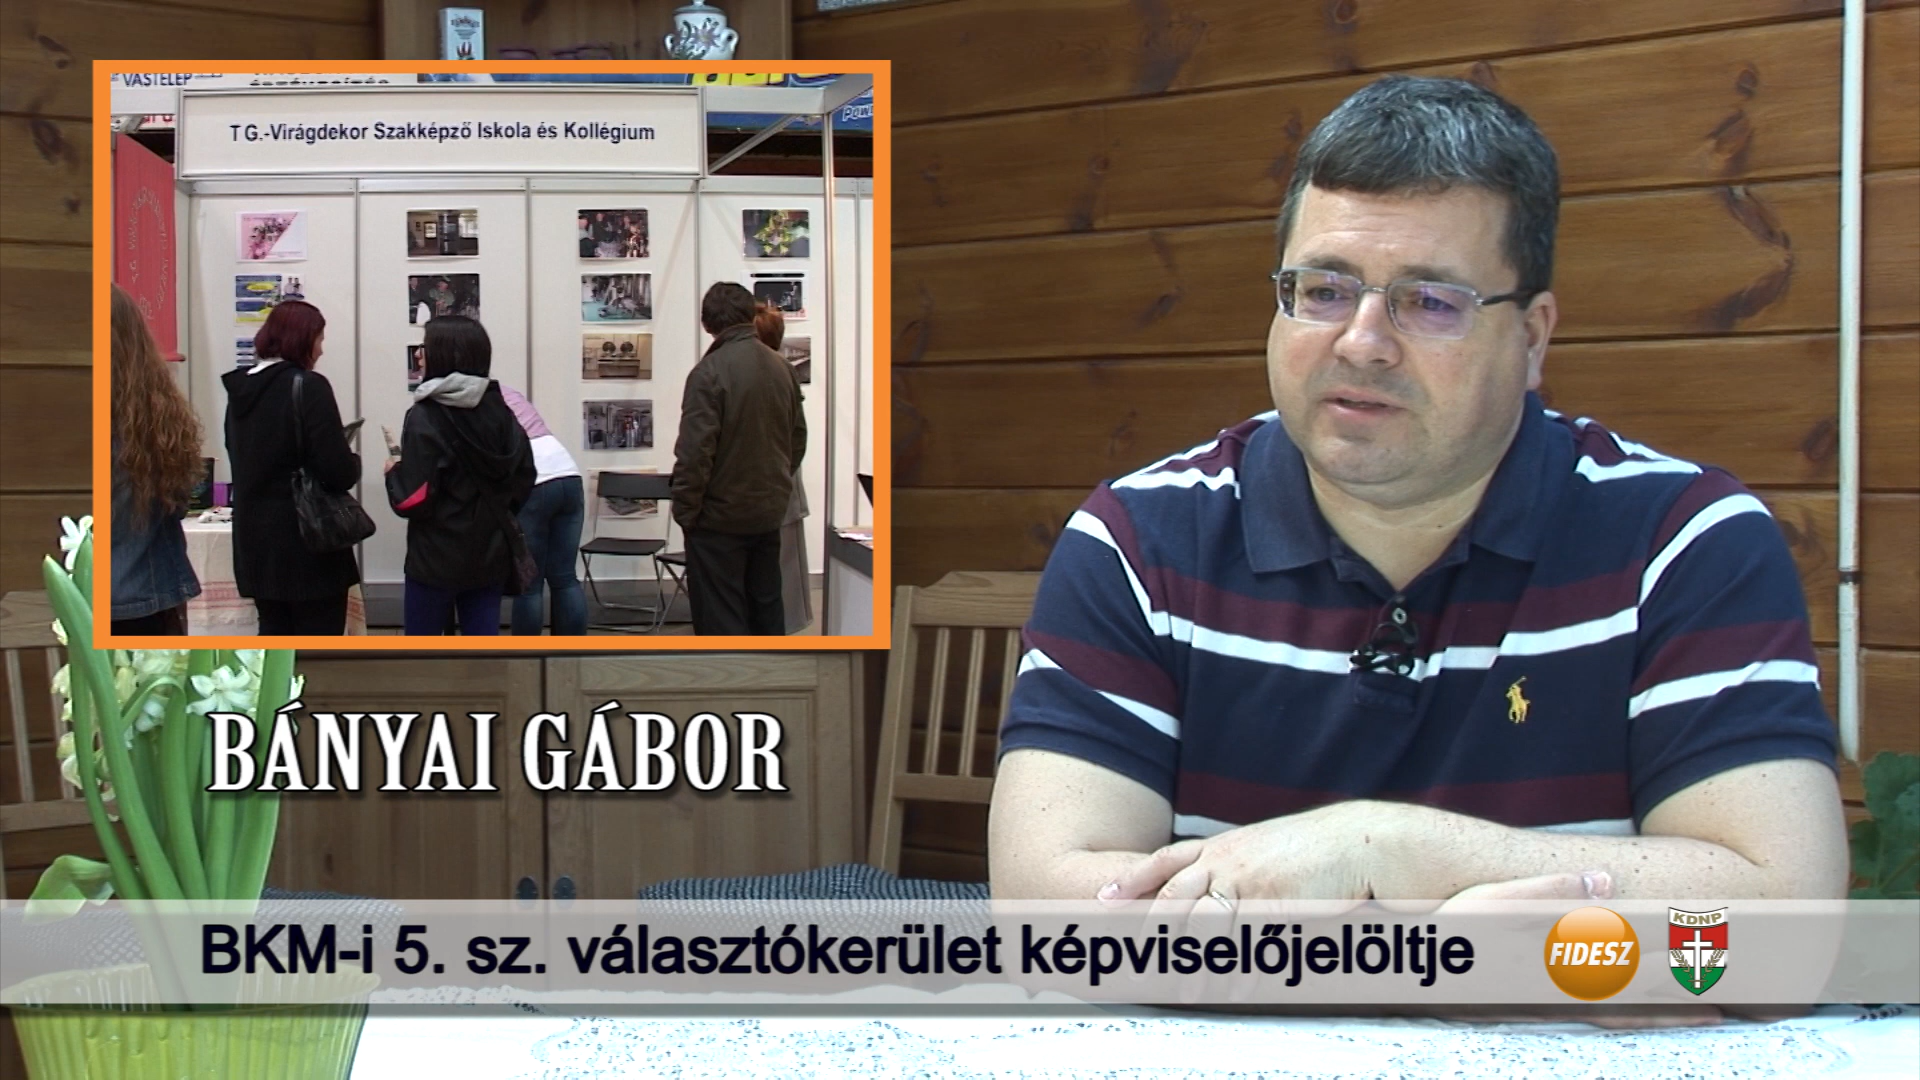 VASTELEP
T G.-Virágdekor Szakképző Iskola és Kollégium
BÁNYAI GÁBOR
BKM-i 5. sz. választókerület képviselőjelöltje
FIDESZ
KDNP